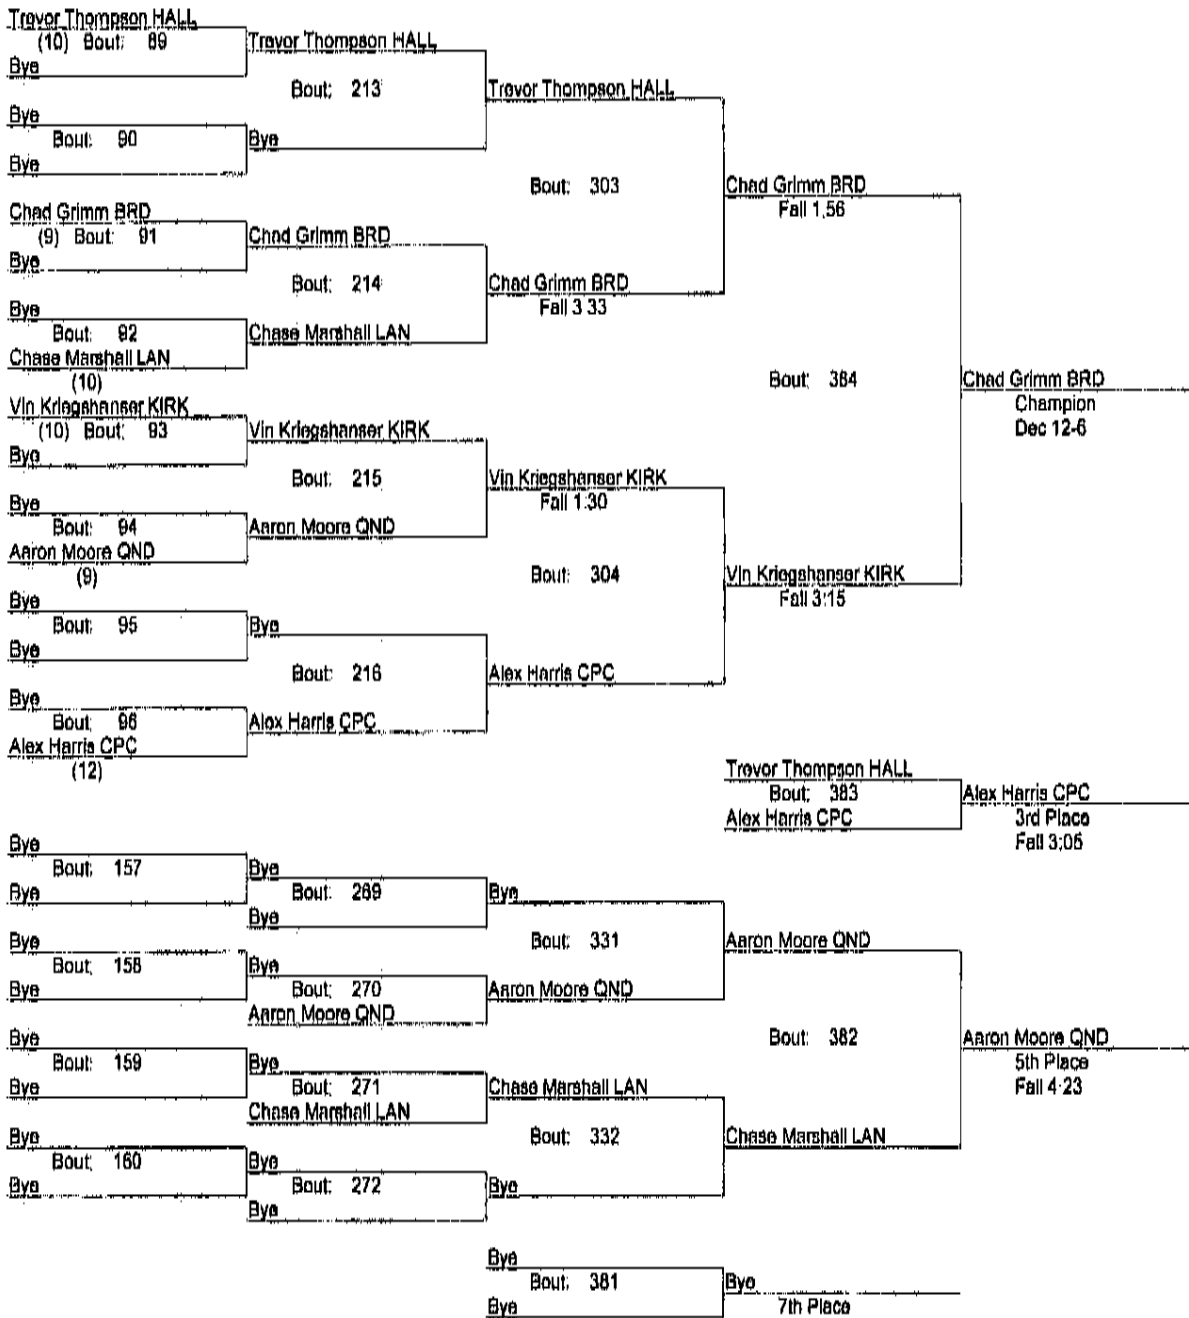 Trevor Thompson HALL
(10) Bout: 89
Trevor Thompson HALL
Bye
Bout: 213
Trevor Thompson HALL
Bye
Bout: 90
Bye
Bye
Bout: 303
Chad Grimm BRD
Fall 1:56
Chad Grimm BRD
(9) Bout: 91
Chad Grimm BRD
Bye
Bout: 214
Chad Grimm BRD
Fall 3:33
Bye
Bout: 92
Chase Marshall LAN
Chase Marshall LAN
(10)
Bout: 384
Chad Grimm BRD
Champion
Dec 12-6
Vin Kriegshanser KIRK
(10) Bout: 93
Vin Kriegshanser KIRK
Bye
Bout: 215
Vin Kriegshanser KIRK
Fall 1:30
Bye
Bout: 94
Aaron Moore QND
Aaron Moore QND
(9)
Bout: 304
Vin Kriegshanser KIRK
Fall 3:15
Bye
Bout: 95
Bye
Bye
Bout: 216
Alex Harris CPC
Bye
Bout: 96
Alex Harris CPC
Alex Harris CPC
(12)
Trevor Thompson HALL
Bout: 383
Alex Harris CPC
Alex Harris CPC
3rd Place
Fall 3:05
Bye
Bout: 157
Bye
Bye
Bout: 269
Bye
Bye
Bout: 331
Aaron Moore QND
Bye
Bout: 158
Bye
Bye
Bout: 270
Aaron Moore QND
Aaron Moore QND
Bout: 382
Aaron Moore QND
5th Place
Fall 4:23
Bye
Bout: 159
Bye
Bye
Bout: 271
Chase Marshall LAN
Chase Marshall LAN
Bout: 332
Chase Marshall LAN
Bye
Bout: 160
Bye
Bye
Bout: 272
Bye
Bye
Bye
Bout: 381
Bye
Bye
7th Place